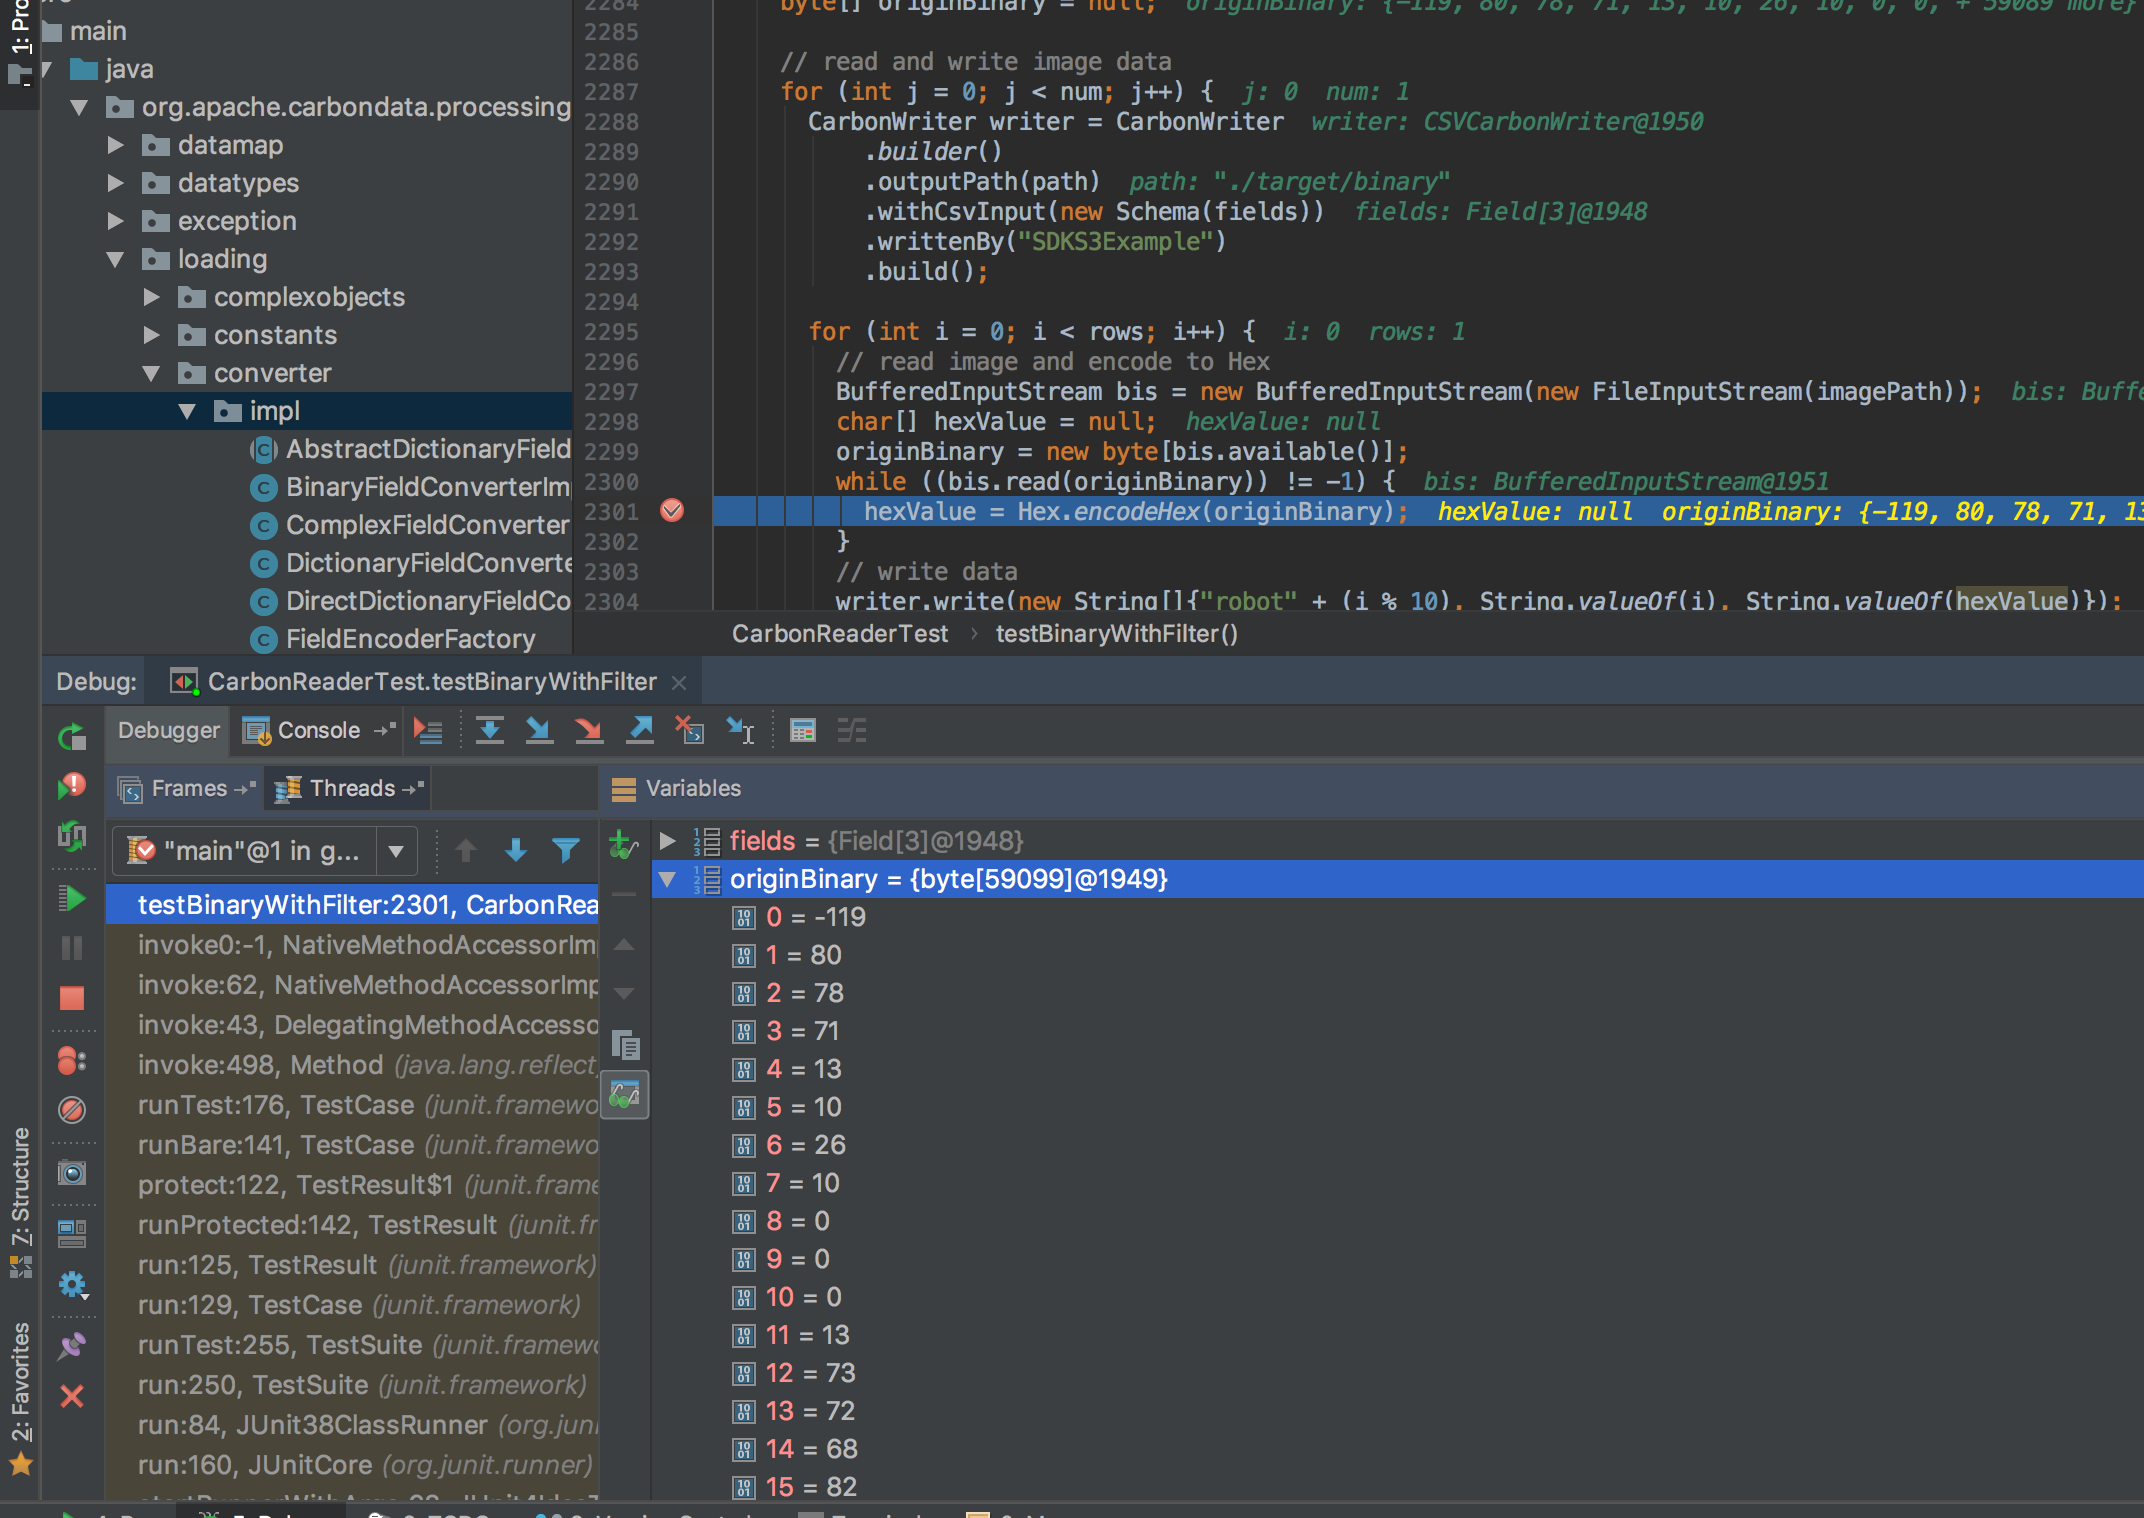 1: Pro
main
java
org.apache.carbondata.processing
datamap
datatypes
exception
loading
complexobjects
constants
converter
impl
AbstractDictionaryField
BinaryFieldConverterIm
ComplexFieldConverter
DictionaryFieldConverte
DirectDictionaryFieldCo
FieldEncoderFactory
2284 byte[] originBinary = null; originBinary: {-119, 80, 78, 71, 13, 10, 26, 10, 0, 0, + 59089 more}
2285
2286 // read and write image data
2287 for (int j = 0; j < num; j++) { j: 0 num: 1
2288 CarbonWriter writer = CarbonWriter writer: CSVCarbonWriter@1950
2289 .builder()
2290 .outputPath(path) path: "./target/binary"
2291 .withCsvInput(new Schema(fields)) fields: Field[3]@1948
2292 .writtenBy("SDKS3Example")
2293 .build();
2294
2295 for (int i = 0; i < rows; i++) { i: 0 rows: 1
2296 // read image and encode to Hex
2297 BufferedInputStream bis = new BufferedInputStream(new FileInputStream(imagePath)); bis: Buffe
2298 char[] hexValue = null; hexValue: null
2299 originBinary = new byte[bis.available()];
2300 while ((bis.read(originBinary)) != -1) { bis: BufferedInputStream@1951
2301 hexValue = Hex.encodeHex(originBinary); hexValue: null originBinary: {-119, 80, 78, 71, 13
2302 }
2303 // write data
2304 writer.write(new String[]{"robot" + (i % 10), String.valueOf(i), String.valueOf(hexValue)});
CarbonReaderTest › testBinaryWithFilter()
Debug: CarbonReaderTest.testBinaryWithFilter
Debugger Console
Frames Threads Variables
"main"@1 in g...
testBinaryWithFilter:2301, CarbonRea
invoke0:-1, NativeMethodAccessorIm
invoke:62, NativeMethodAccessorImp
invoke:43, DelegatingMethodAccesso
invoke:498, Method (java.lang.reflect
runTest:176, TestCase (junit.framewo
runBare:141, TestCase (junit.framewo
protect:122, TestResult$1 (junit.frame
runProtected:142, TestResult (junit.fr
run:125, TestResult (junit.framework)
run:129, TestCase (junit.framework)
runTest:255, TestSuite (junit.framewo
run:250, TestSuite (junit.framework)
run:84, JUnit38ClassRunner (org.juni
run:160, JUnitCore (org.junit.runner)
fields = {Field[3]@1948}
originBinary = {byte[59099]@1949}
0 = -119
1 = 80
2 = 78
3 = 71
4 = 13
5 = 10
6 = 26
7 = 10
8 = 0
9 = 0
10 = 0
11 = 13
12 = 73
13 = 72
14 = 68
15 = 82
7: Structure
2: Favorites